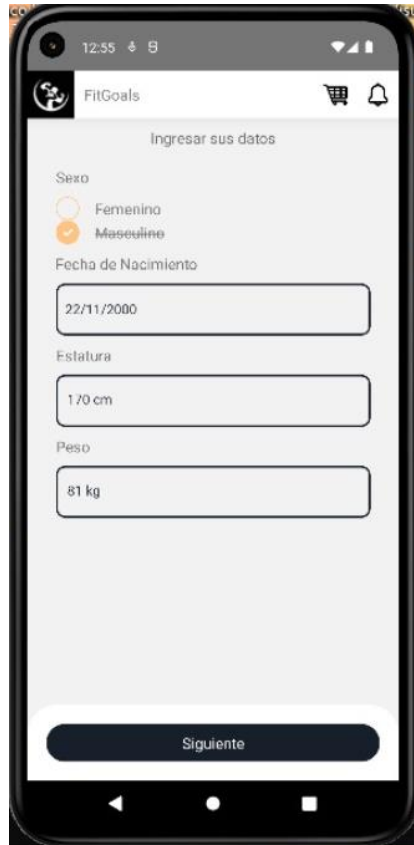 12:55
FitGoals
Ingresar sus datos
Sexo
Femenino
Masculino
Fecha de Nacimiento
22/11/2000
Estatura
170 cm
Peso
81 kg
Siguiente